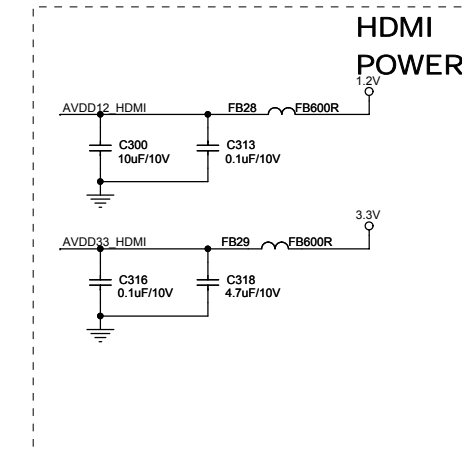 HDMI
POWER
1.2V
AVDD12_HDMI
FB28
FB600R
C300
10uF/10V
C313
0.1uF/10V
3.3V
AVDD33_HDMI
FB29
FB600R
C316
0.1uF/10V
C318
4.7uF/10V